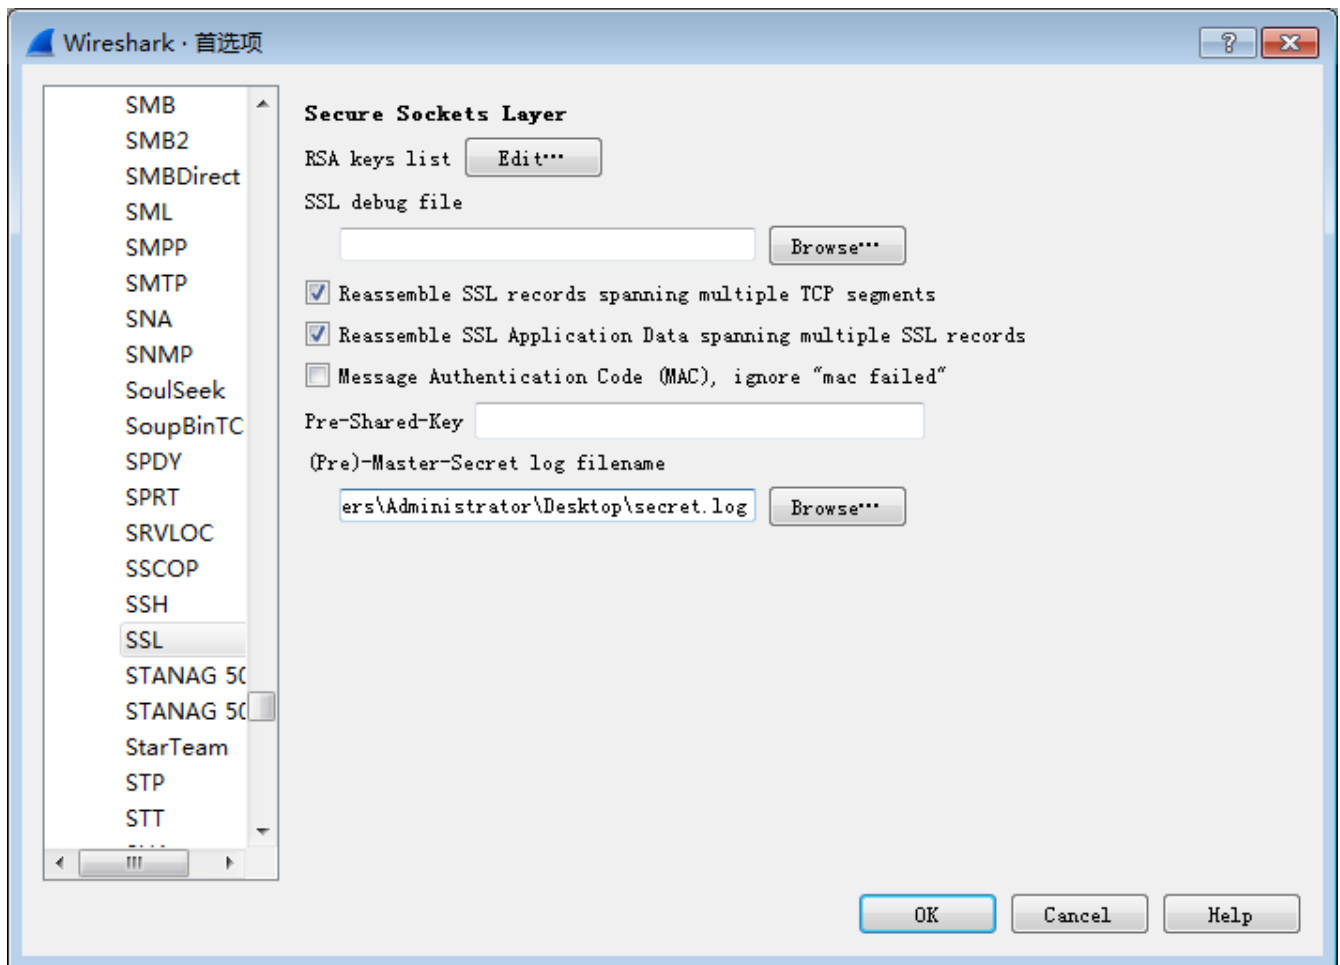 Wireshark · 首选项
SMB
SMB2
SMBDirect
SML
SMPP
SMTP
SNA
SNMP
SoulSeek
SoupBinTC
SPDY
SPRT
SRVLOC
SSCOP
SSH
SSL
STANAG 50
STANAG 50
StarTeam
STP
STT
Secure Sockets Layer
RSA keys list Edit…
SSL debug file
Browse…
Reassemble SSL records spanning multiple TCP segments
Reassemble SSL Application Data spanning multiple SSL records
Message Authentication Code (MAC), ignore "mac failed"
Pre-Shared-Key
(Pre)-Master-Secret log filename
ers\Administrator\Desktop\secret.log Browse…
OK Cancel Help